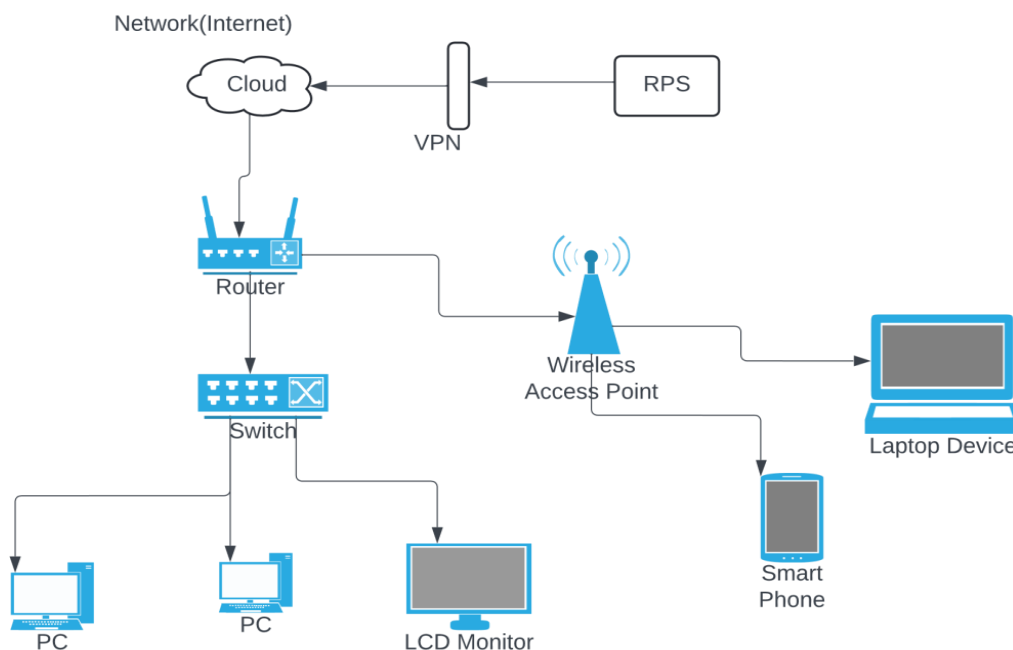 Network(Internet)
Cloud
RPS
VPN
Router
Wireless
Access Point
Switch
Laptop Device
Smart
Phone
PC
PC
LCD Monitor